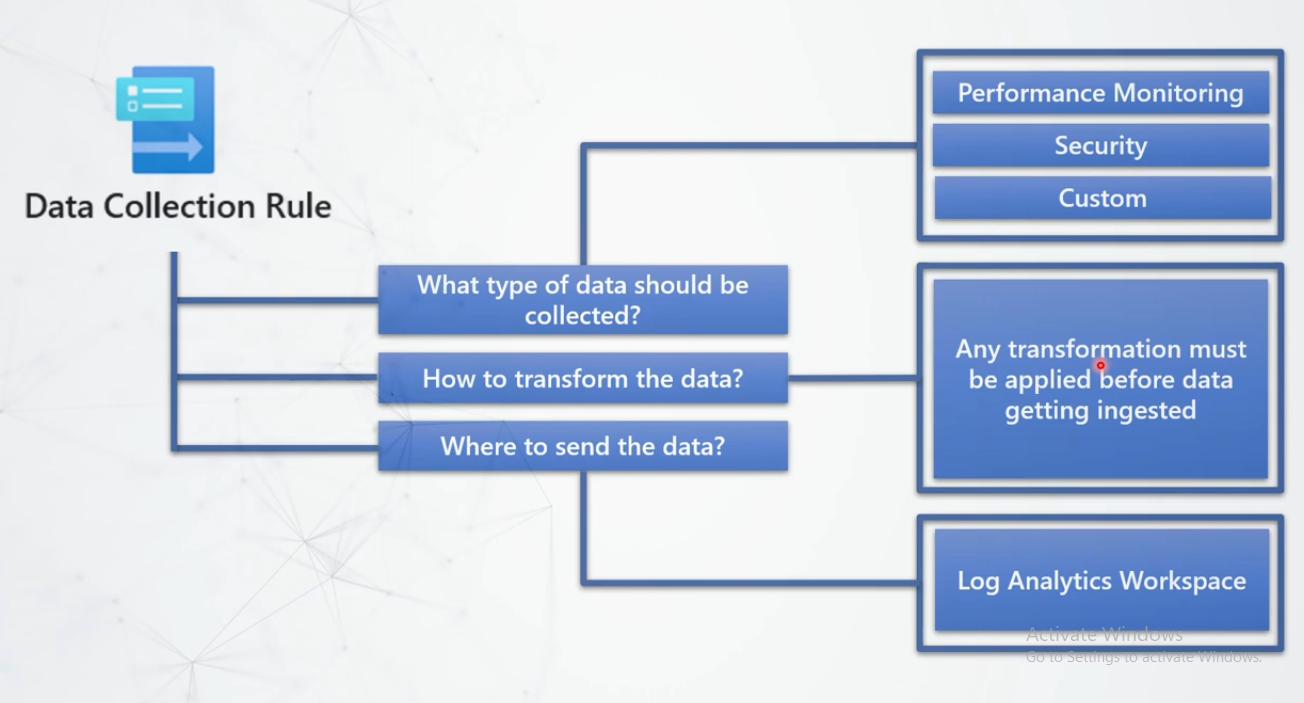 Data Collection Rule
What type of data should be
collected?
How to transform the data?
Where to send the data?
Performance Monitoring
Security
Custom
Any transformation must
be applied before data
getting ingested
Log Analytics Workspace
Activate Windows
Go to Settings to activate Windows.